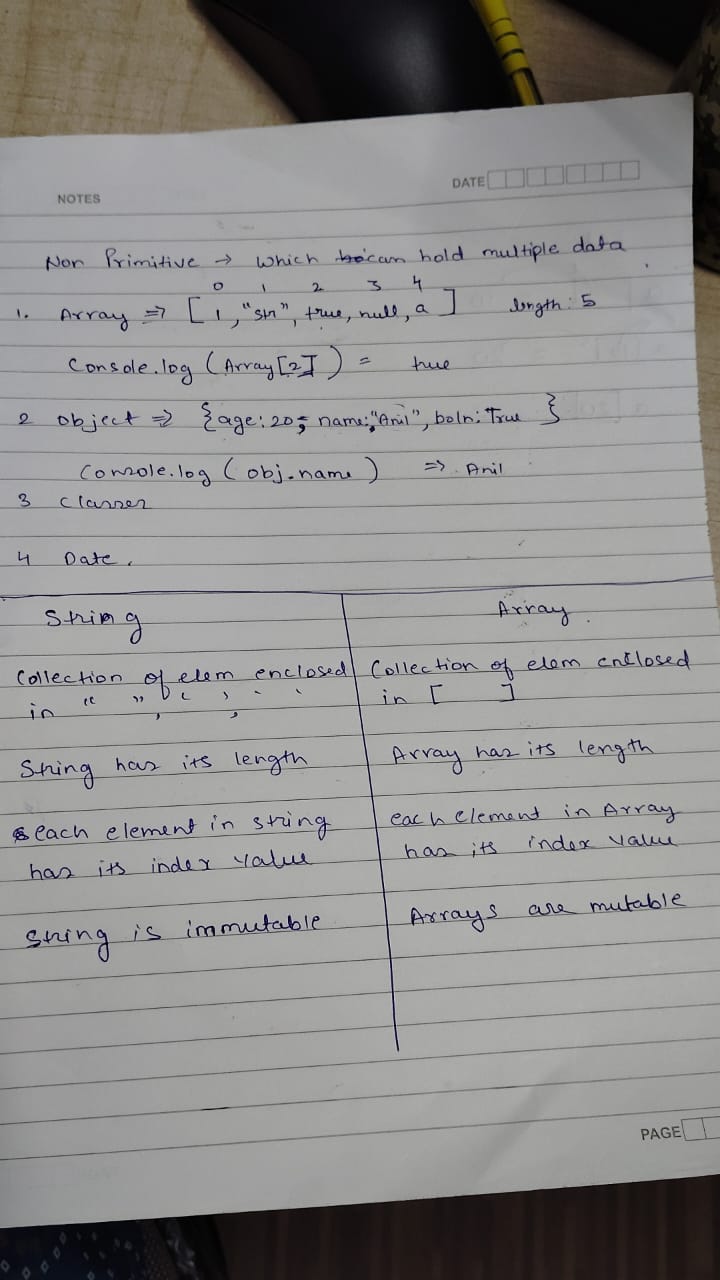 NOTES
DATE
Non Primitive → which can hold multiple data
0 1 2 3 4
1. Array ⇒ [1, "str", true, null, a] length: 5
Console.log (Array[2]) = true
2 object ⇒ {age: 20, name: "Anil", boln: True }
Console.log (obj.name) ⇒ Anil
3 Classes
4 Date.
String
Array.
Collection of elem enclosed
in " ", ' ', ` `
Collection of elem enclosed
in [ ]
String has its length
Array has its length
each element in string
has its index value
each element in Array
has its index value
String is immutable
Arrays are mutable
PAGE